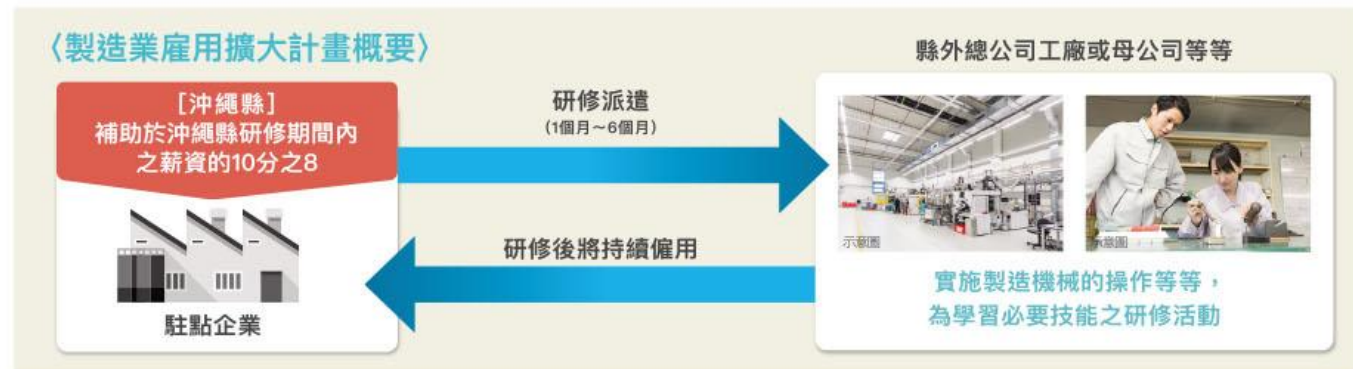 〈製造業雇用擴大計畫概要〉
[沖繩縣]
補助於沖繩縣研修期間內
之薪資的10分之8
駐點企業
研修派遣
(1個月～6個月)
研修後將持續僱用
縣外總公司工廠或母公司等等
示意圖
示意圖
實施製造機械的操作等等，
為學習必要技能之研修活動